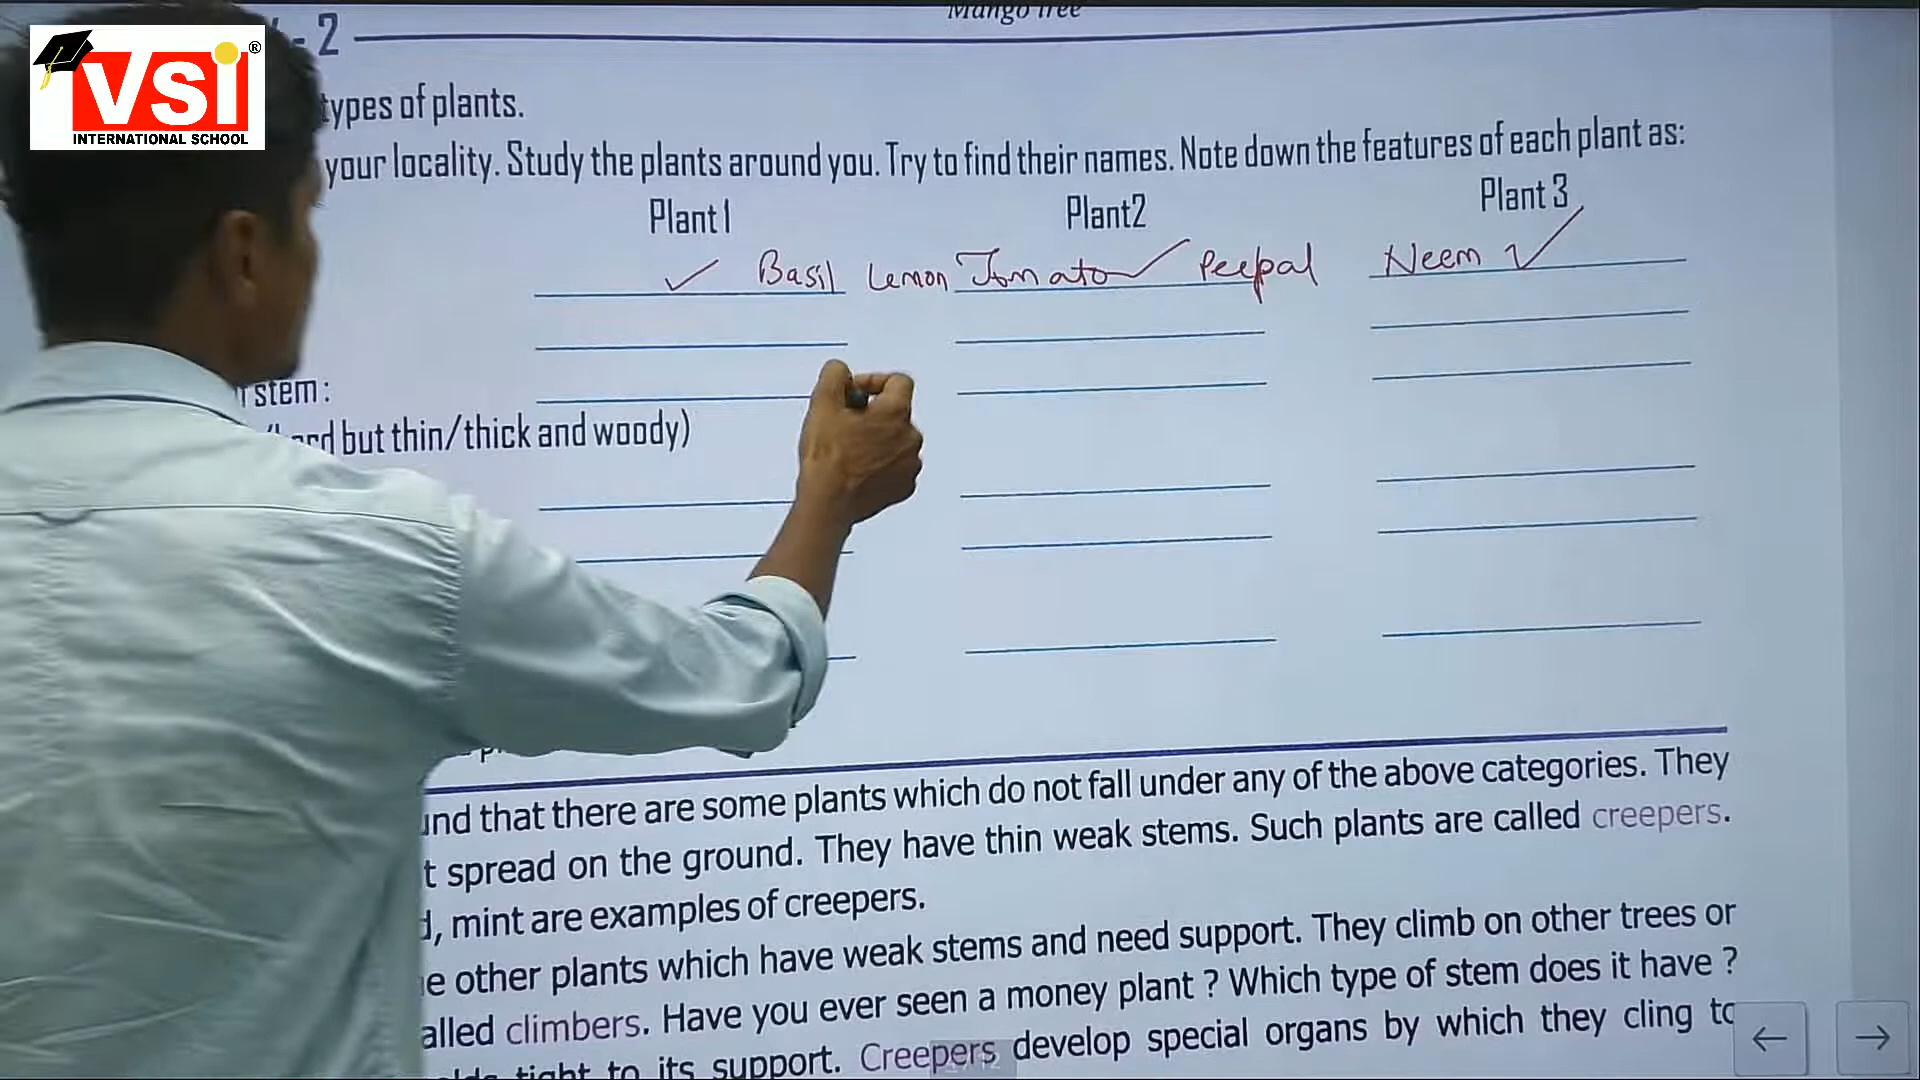 VSI ®
INTERNATIONAL SCHOOL
Mango tree
- 2
types of plants.
your locality. Study the plants around you. Try to find their names. Note down the features of each plant as:
Plant 1 Plant2 Plant 3
✓ Basil Lemon Tomato ✓ Peepal Neem ✓
stem :
but thin/thick and woody)
und that there are some plants which do not fall under any of the above categories. They
t spread on the ground. They have thin weak stems. Such plants are called creepers.
d, mint are examples of creepers.
e other plants which have weak stems and need support. They climb on other trees or
alled climbers. Have you ever seen a money plant ? Which type of stem does it have ?
tight to its support. Creepers develop special organs by which they cling to